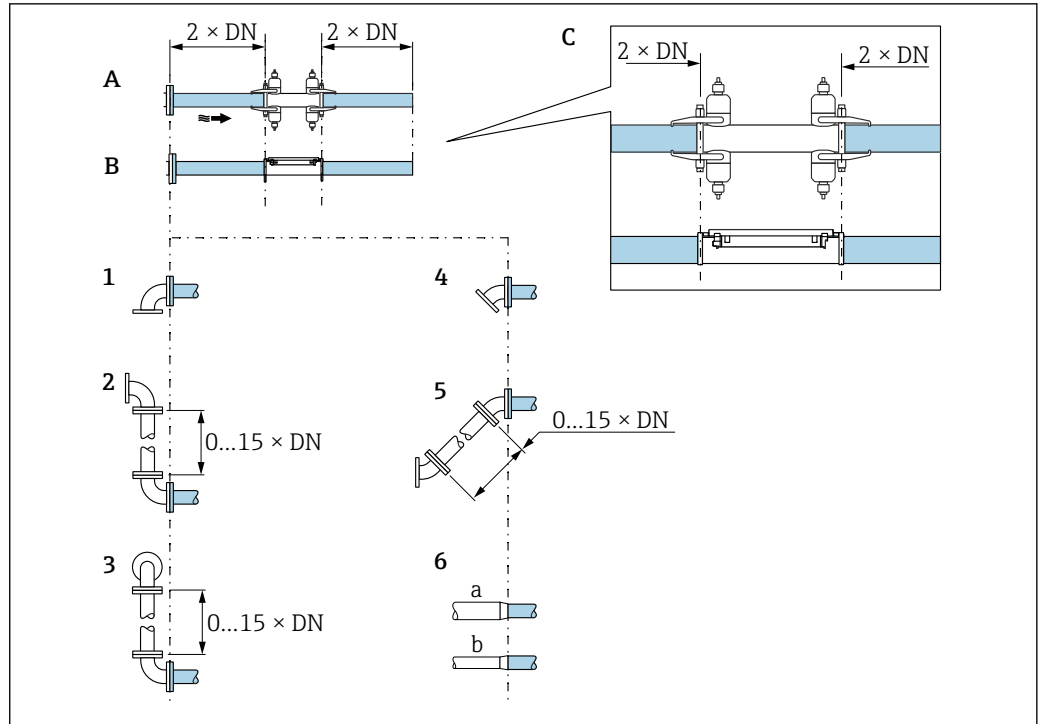 2 × DN
2 × DN
A
B
C
2 × DN
2 × DN
1
4
2
0...15 × DN
5
0...15 × DN
3
0...15 × DN
6
a
b